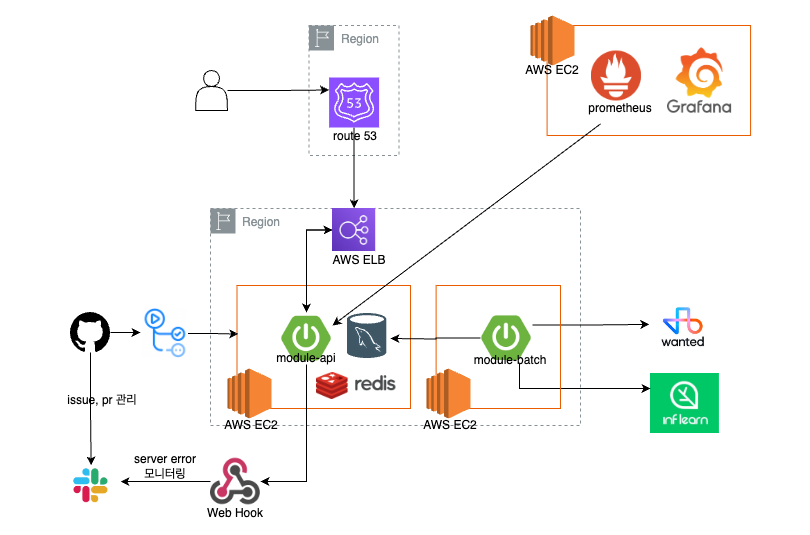 Region
53
route 53
AWS EC2
prometheus
Grafana
Region
AWS ELB
module-api
redis
AWS EC2
module-batch
AWS EC2
wanted
inflearn
issue, pr 관리
server error
모니터링
Web Hook